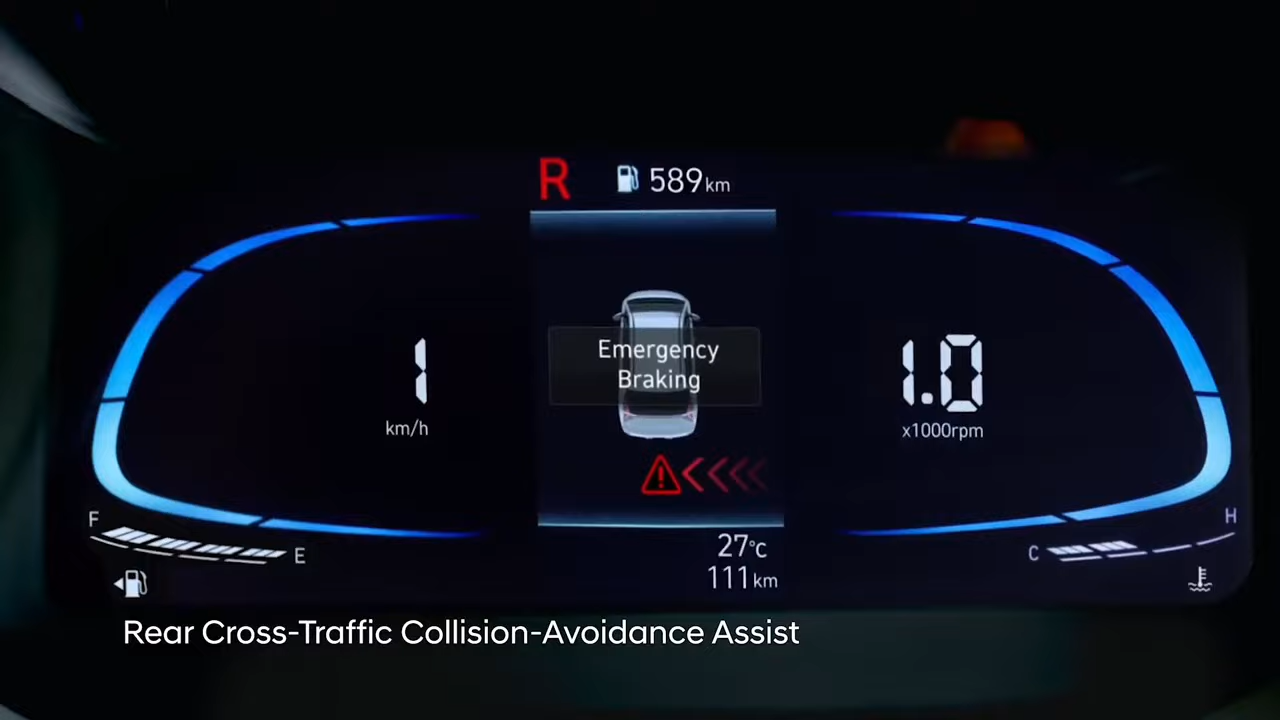 R 589km
Emergency
Braking
1
km/h
1.0
x1000rpm
F
E
27°C
111km
C
H
Rear Cross-Traffic Collision-Avoidance Assist